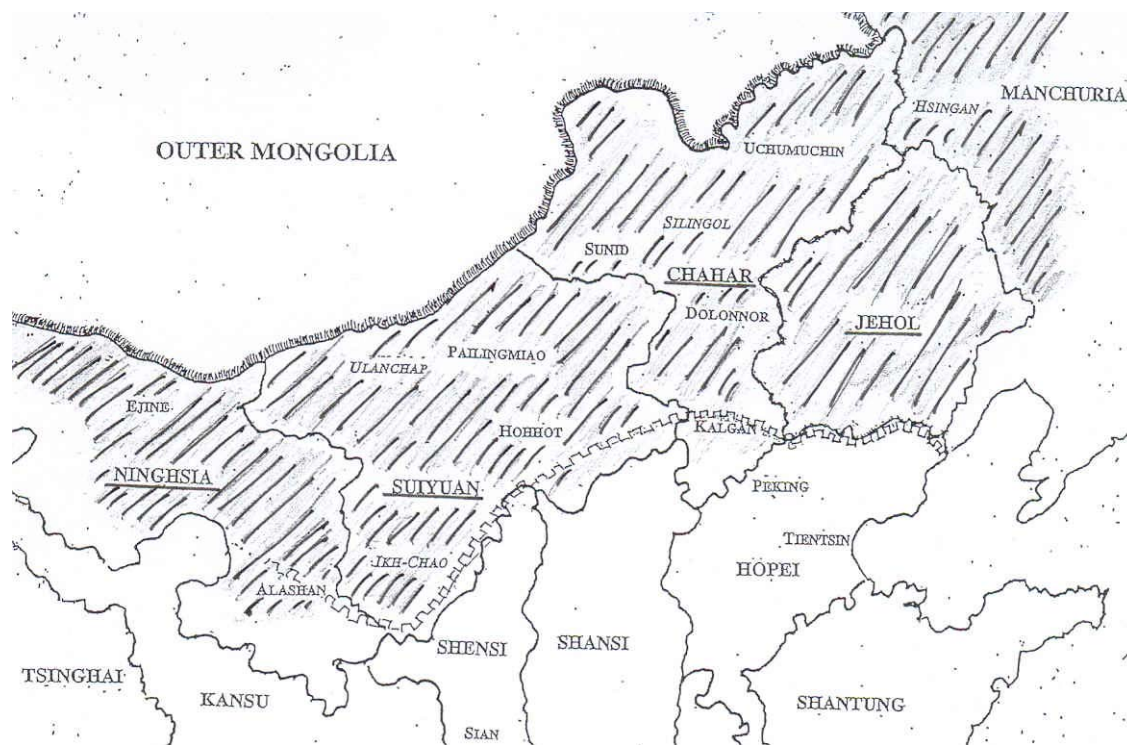 MANCHURIA
HSINGAN
OUTER MONGOLIA
UCHUMUCHIN
SILINGOL
SUNID
CHAHAR
DOLONNOR
JEHOL
PAILINGMIAO
ULANCHAP
EJINE
HOHHOT
KALGAN
NINGHSIA
SUIYUAN
PEKING
TIENTSIN
IKH-CHAO
HÖPEI
ALASHAN
SHENSI
SHANSI
TSINGHAI
KANSU
SHANTUNG
SIAN